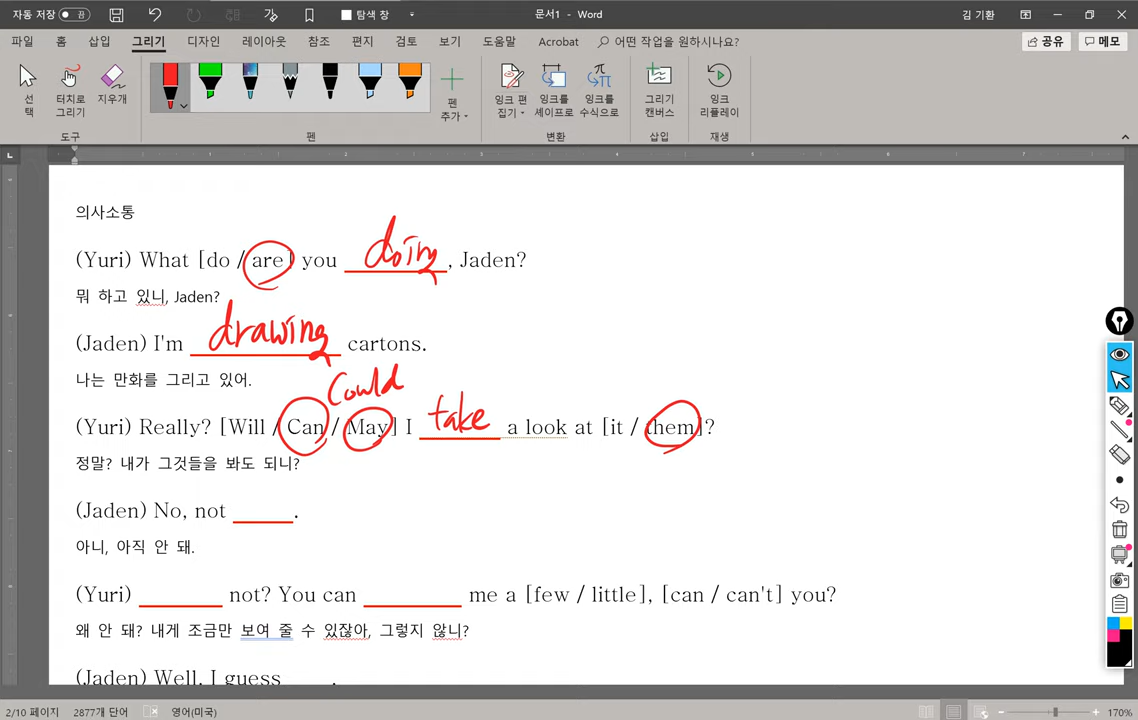 자동 저장 끔 탐색 창 문서1 - Word 김 기환
파일 홈 삽입 그리기 디자인 레이아웃 참조 편지 검토 보기 도움말 Acrobat 어떤 작업을 원하시나요? 공유 메모
선택 터치로 그리기 지우개 펜 추가 잉크 편집기 잉크를 셰이프로 잉크를 수식으로 그리기 캔버스 잉크 리플레이
도구 펜 변환 삽입 재생
의사소통
(Yuri) What [do / are] you doing, Jaden?
뭐 하고 있니, Jaden?
(Jaden) I'm drawing cartons.
나는 만화를 그리고 있어.
Could
(Yuri) Really? [Will / Can / May] I take a look at [it / them]?
정말? 내가 그것들을 봐도 되니?
(Jaden) No, not _____.
아니, 아직 안 돼.
(Yuri) _______ not? You can ________ me a [few / little], [can / can't] you?
왜 안 돼? 내게 조금만 보여 줄 수 있잖아, 그렇지 않니?
(Jaden) Well, I guess ____.
2/10 페이지 2877개 단어 영어(미국) 170%